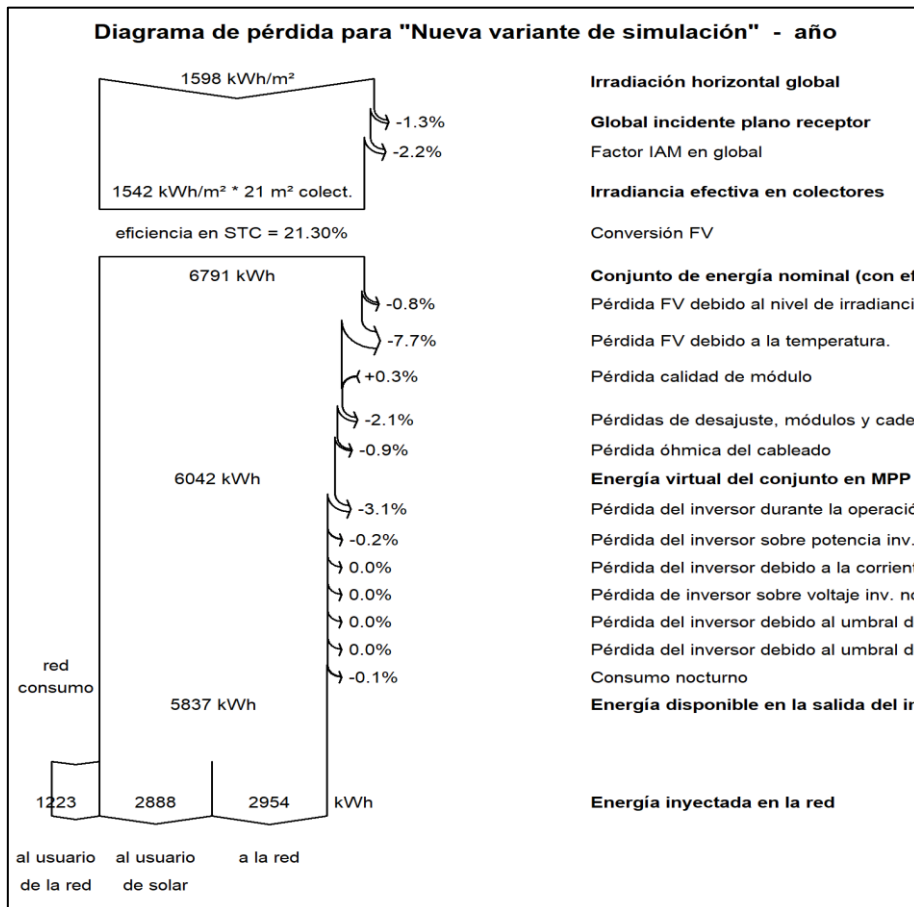 Diagrama de pérdida para "Nueva variante de simulación" - año
1598 kWh/m² Irradiación horizontal global
-1.3% Global incidente plano receptor
-2.2% Factor IAM en global
1542 kWh/m² * 21 m² colect. Irradiancia efectiva en colectores
eficiencia en STC = 21.30% Conversión FV
6791 kWh Conjunto de energía nominal (con ef
-0.8% Pérdida FV debido al nivel de irradianci
-7.7% Pérdida FV debido a la temperatura.
+0.3% Pérdida calidad de módulo
-2.1% Pérdidas de desajuste, módulos y cade
-0.9% Pérdida óhmica del cableado
6042 kWh Energía virtual del conjunto en MPP
-3.1% Pérdida del inversor durante la operació
-0.2% Pérdida del inversor sobre potencia inv.
0.0% Pérdida del inversor debido a la corrient
0.0% Pérdida de inversor sobre voltaje inv. no
0.0% Pérdida del inversor debido al umbral d
0.0% Pérdida del inversor debido al umbral d
red
consumo
-0.1% Consumo nocturno
5837 kWh Energía disponible en la salida del in
1223 2888 2954 kWh Energía inyectada en la red
al usuario al usuario a la red
de la red de solar